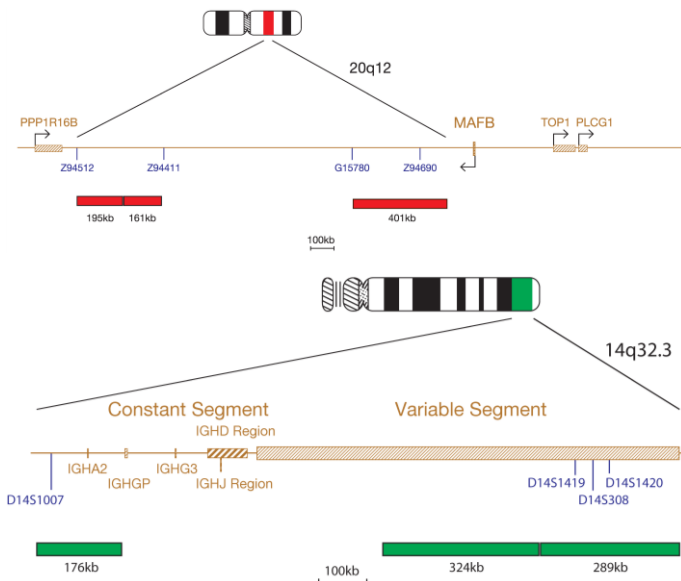 20q12
PPP1R16B
MAFB
TOP1
PLCG1
Z94512
Z94411
G15780
Z94690
195kb
161kb
401kb
100kb
14q32.3
Constant Segment
Variable Segment
IGHD Region
IGHA2
IGHG3
IGHGP
IGHJ Region
D14S1007
D14S1419
D14S1420
D14S308
176kb
324kb
289kb
100kb